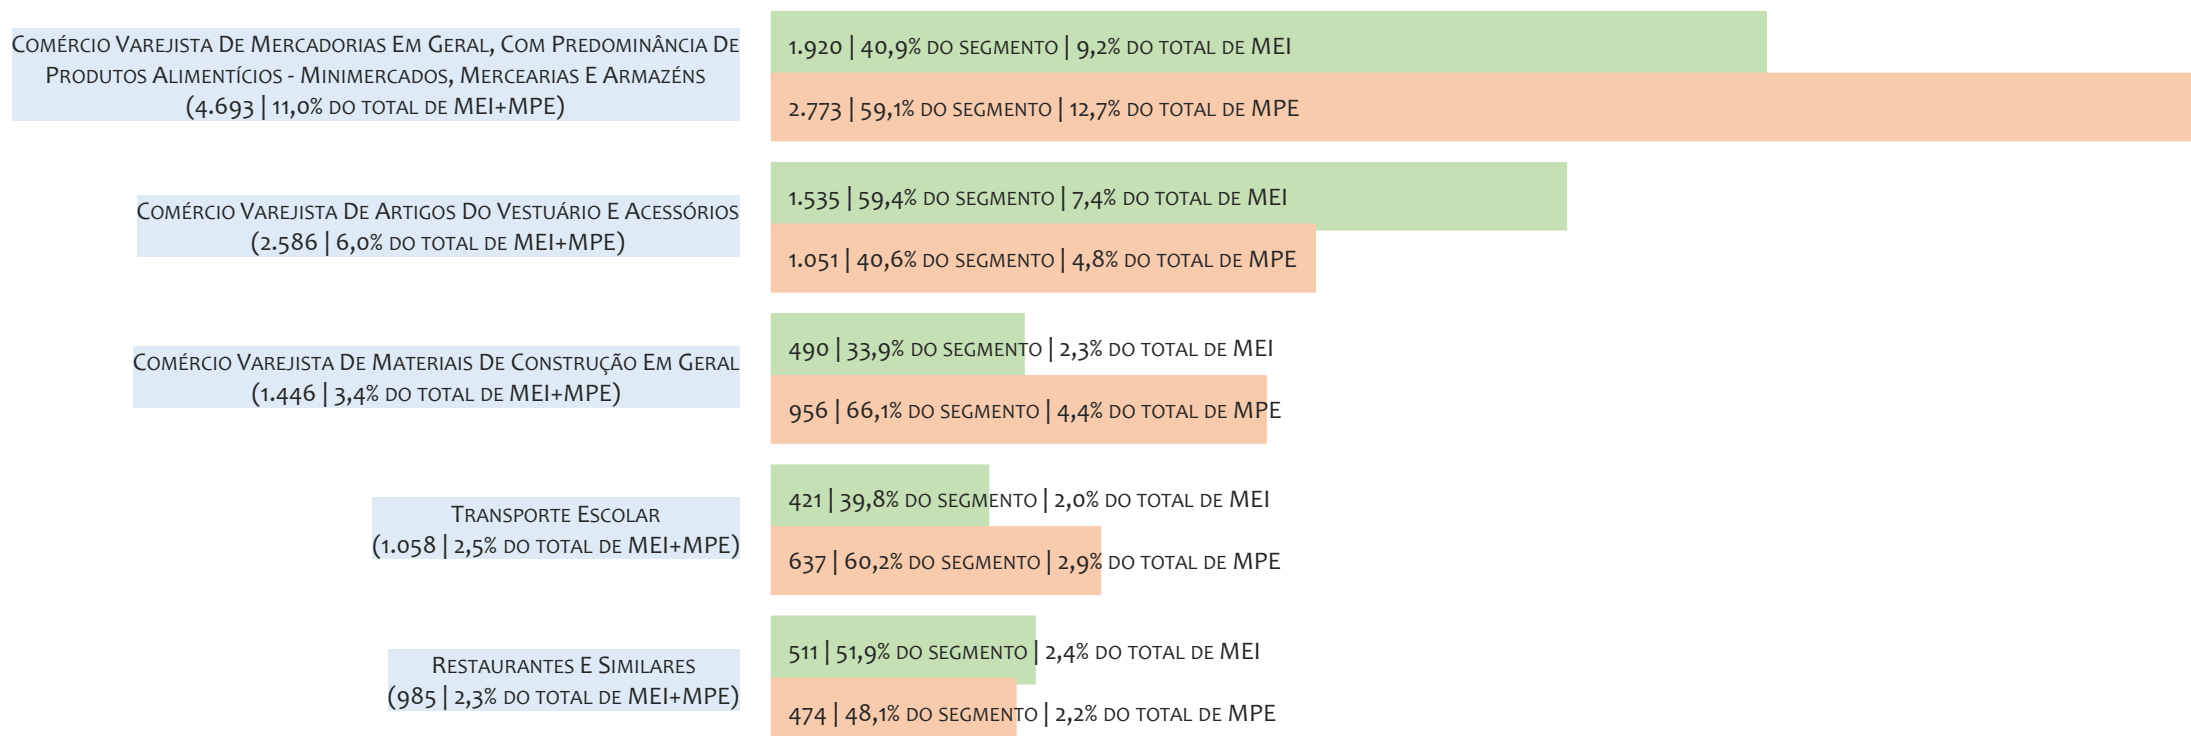 Comércio Varejista De Mercadorias Em Geral, Com Predominância De
Produtos Alimentícios - Minimercados, Mercearias E Armazéns
(4.693 | 11,0% do total de MEI+MPE)
1.920 | 40,9% do segmento | 9,2% do total de MEI
2.773 | 59,1% do segmento | 12,7% do total de MPE
Comércio Varejista De Artigos Do Vestuário E Acessórios
(2.586 | 6,0% do total de MEI+MPE)
1.535 | 59,4% do segmento | 7,4% do total de MEI
1.051 | 40,6% do segmento | 4,8% do total de MPE
Comércio Varejista De Materiais De Construção Em Geral
(1.446 | 3,4% do total de MEI+MPE)
490 | 33,9% do segmento | 2,3% do total de MEI
956 | 66,1% do segmento | 4,4% do total de MPE
Transporte Escolar
(1.058 | 2,5% do total de MEI+MPE)
421 | 39,8% do segmento | 2,0% do total de MEI
637 | 60,2% do segmento | 2,9% do total de MPE
Restaurantes E Similares
(985 | 2,3% do total de MEI+MPE)
511 | 51,9% do segmento | 2,4% do total de MEI
474 | 48,1% do segmento | 2,2% do total de MPE